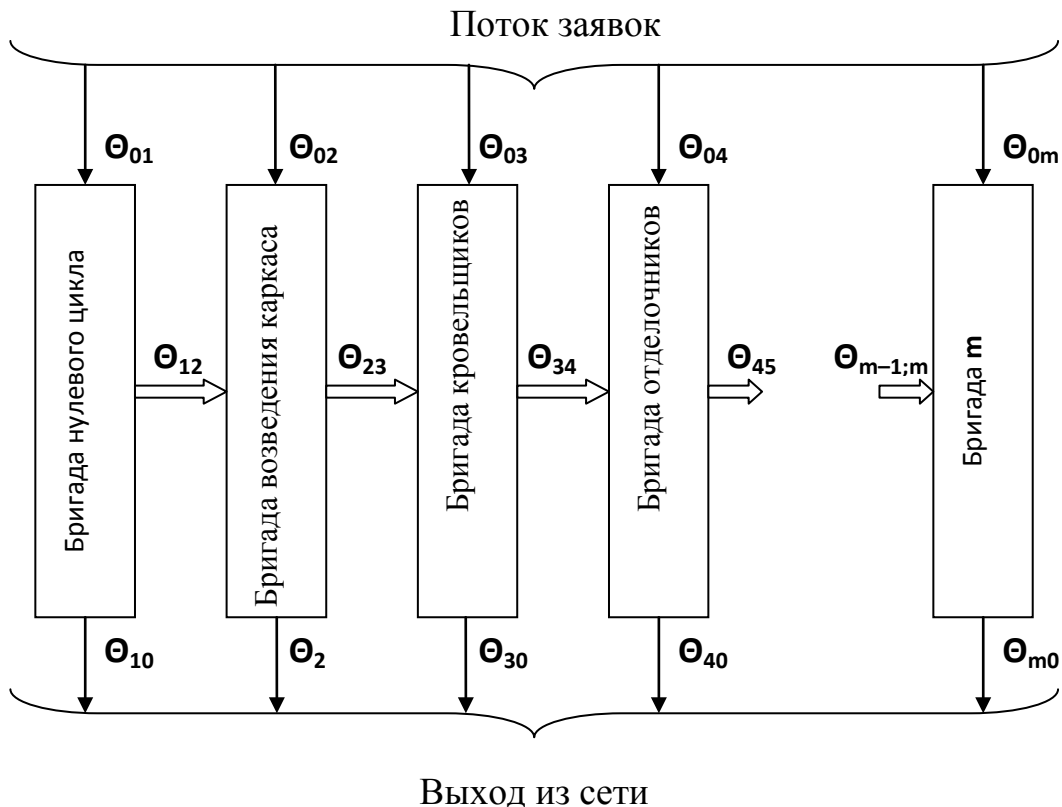 Поток заявок
Θ01
Θ02
Θ03
Θ04
Θ0m
Бригада нулевого цикла
Бригада возведения каркаса
Бригада кровельщиков
Бригада отделочников
Бригада m
Θ12
Θ23
Θ34
Θ45
Θm–1;m
Θ10
Θ2
Θ30
Θ40
Θm0
Выход из сети